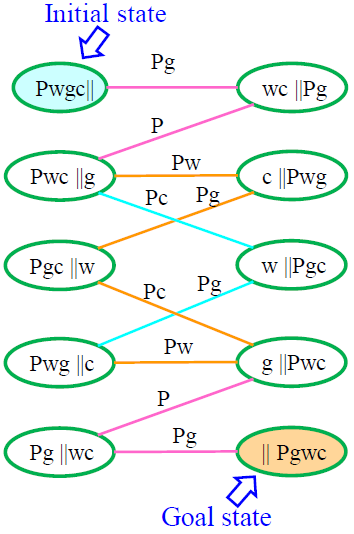 Initial state
Pg
Pwgc||
wc ||Pg
P
Pwc ||g
Pw
c ||Pwg
Pc
Pg
Pgc ||w
w ||Pgc
Pc
Pg
Pwg ||c
Pw
g ||Pwc
P
Pg ||wc
Pg
|| Pgwc
Goal state